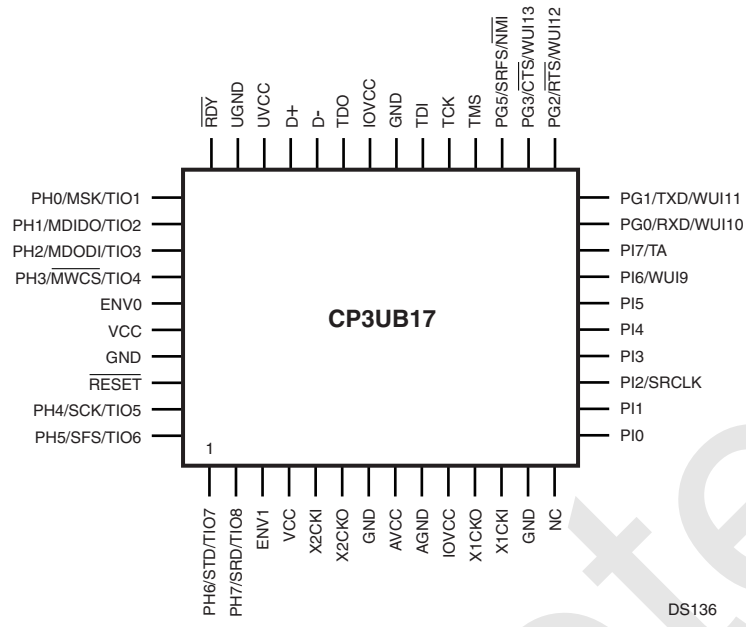 RDY
UGND
UVCC
D+
D-
TDO
IOVCC
GND
TDI
TCK
TMS
PG5/SRFS/NMI
PG3/CTS/WUI13
PG2/RTS/WUI12
PH0/MSK/TIO1
PH1/MDIDO/TIO2
PH2/MDODI/TIO3
PH3/MWCS/TIO4
ENV0
VCC
GND
RESET
PH4/SCK/TIO5
PH5/SFS/TIO6
CP3UB17
1
PG1/TXD/WUI11
PG0/RXD/WUI10
PI7/TA
PI6/WUI9
PI5
PI4
PI3
PI2/SRCLK
PI1
PI0
PH6/STD/TIO7
PH7/SRD/TIO8
ENV1
VCC
X2CKI
X2CKO
GND
AVCC
AGND
IOVCC
X1CKO
X1CKI
GND
NC
DS136